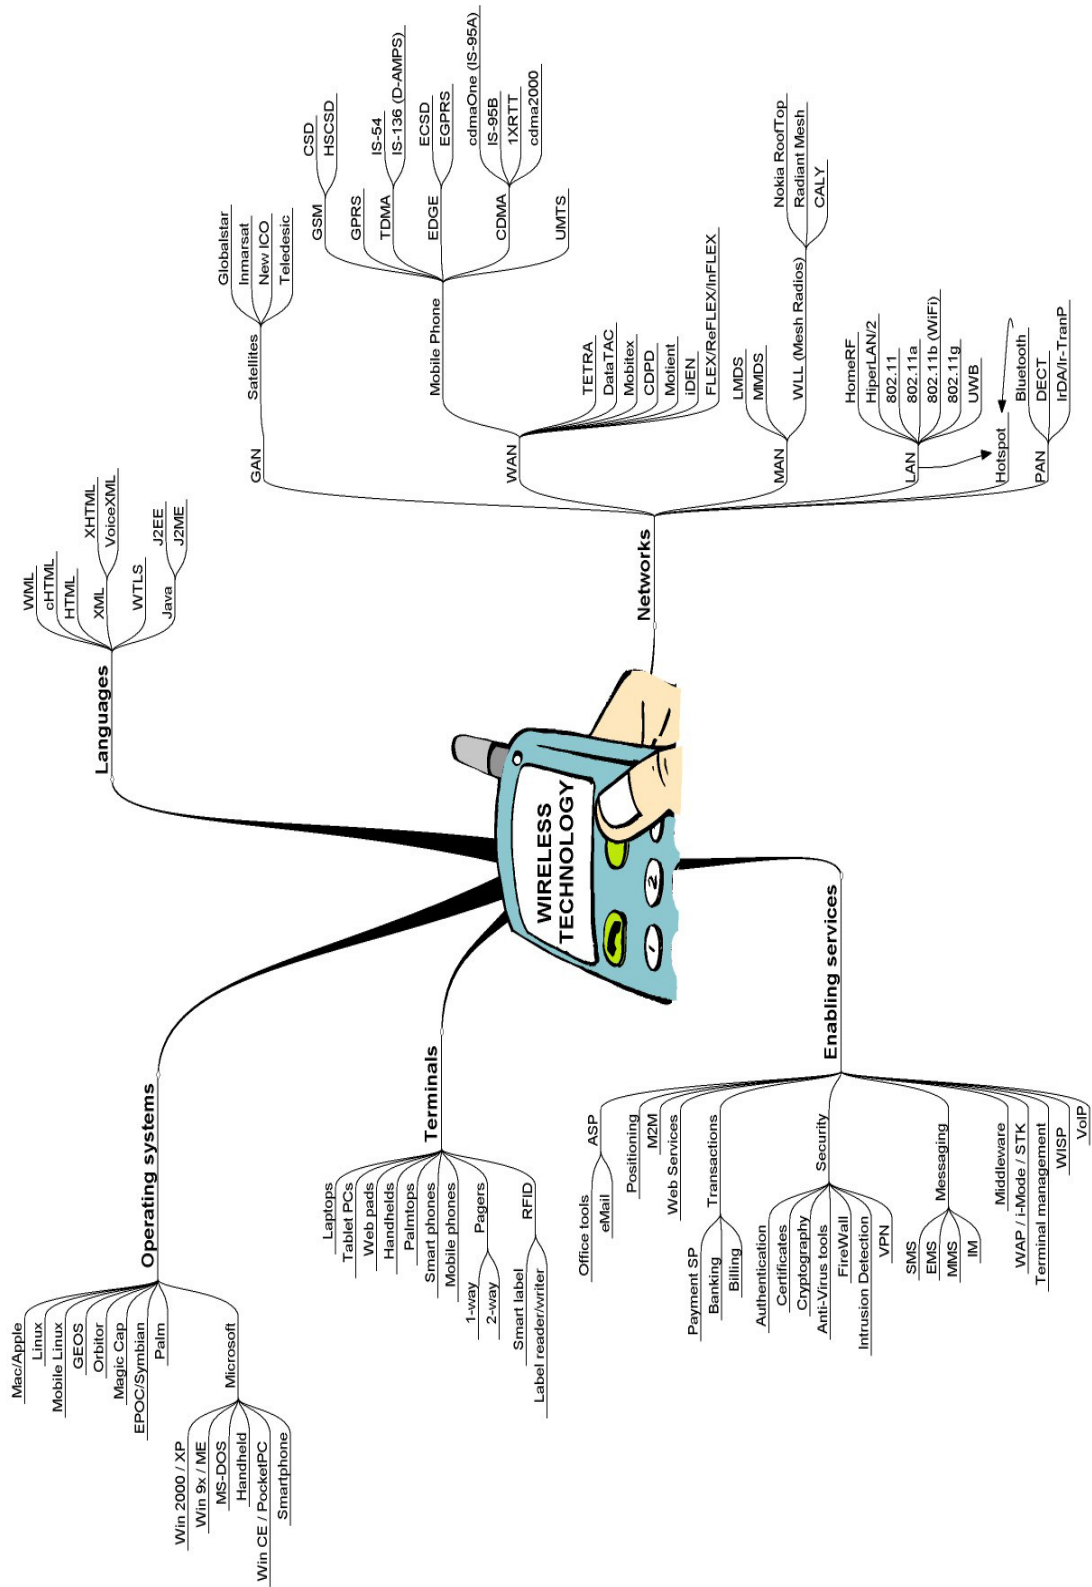 WIRELESS
TECHNOLOGY
1
2
Operating systems
Mac/Apple
Linux
Mobile Linux
GEOS
Orbitor
Magic Cap
EPOC/Symbian
Palm
Microsoft
Win 2000 / XP
Win 9x / ME
MS-DOS
Handheld
Win CE / PocketPC
Smartphone
Terminals
Laptops
Tablet PCs
Web pads
Handhelds
Palmtops
Smart phones
Mobile phones
Pagers
1-way
2-way
RFID
Smart label
Label reader/writer
Enabling services
ASP
Office tools
eMail
Positioning
M2M
Web Services
Transactions
Payment SP
Banking
Billing
Security
Authentication
Certificates
Cryptography
Anti-Virus tools
FireWall
Intrusion Detection
VPN
Messaging
SMS
EMS
MMS
IM
Middleware
WAP / i-Mode / STK
Terminal management
WISP
VoIP
Languages
WML
cHTML
HTML
XML
XHTML
VoiceXML
WTLS
Java
J2EE
J2ME
Networks
GAN
Satellites
Globalstar
Inmarsat
New ICO
Teledesic
WAN
Mobile Phone
GSM
CSD
HSCSD
GPRS
TDMA
IS-54
IS-136 (D-AMPS)
EDGE
ECSD
EGPRS
CDMA
cdmaOne (IS-95A)
IS-95B
1XRTT
cdma2000
UMTS
TETRA
DataTAC
Mobitex
CDPD
Motient
iDEN
FLEX/ReFLEX/InFLEX
MAN
LMDS
MMDS
WLL (Mesh Radios)
Nokia RoofTop
Radiant Mesh
CALY
LAN
HomeRF
HiperLAN/2
802.11
802.11a
802.11b (WiFi)
802.11g
UWB
Hotspot
PAN
Bluetooth
DECT
IrDA/Ir-TranP